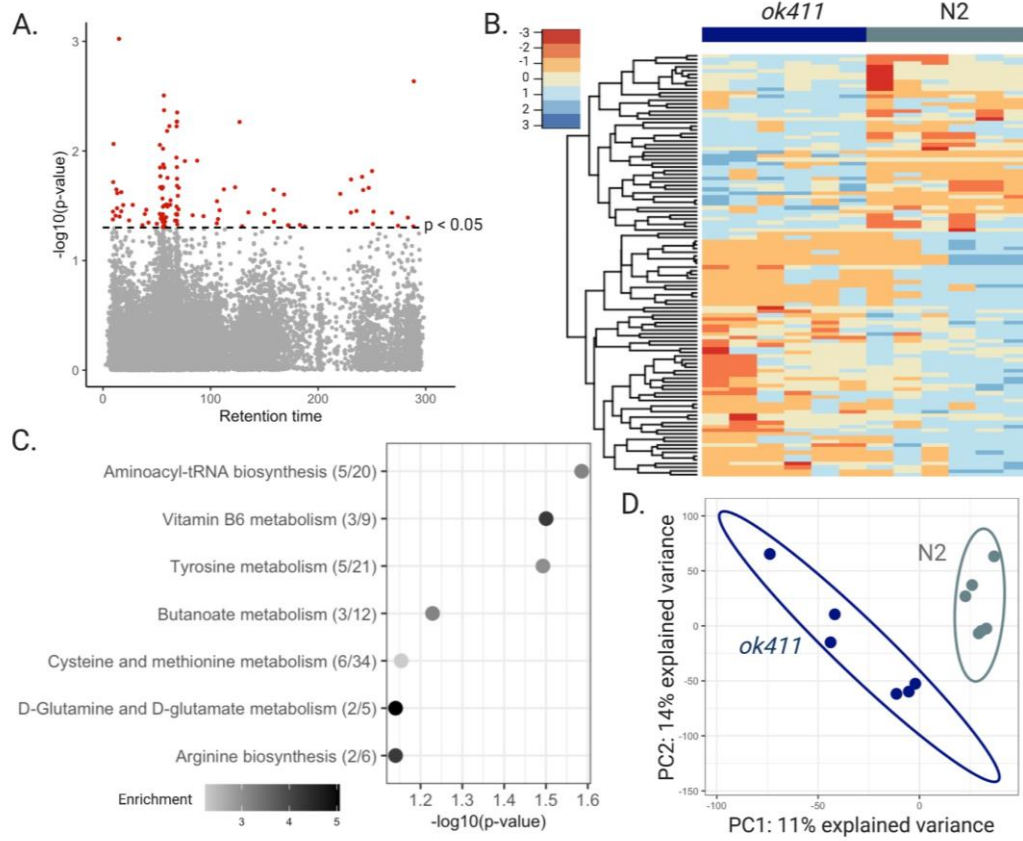 A.
3
2
1
0
-log10(p-value)
p < 0.05
0
100
200
300
Retention time
B.
ok411
N2
-3
-2
-1
0
1
2
3
C.
Aminoacyl-tRNA biosynthesis (5/20)
Vitamin B6 metabolism (3/9)
Tyrosine metabolism (5/21)
Butanoate metabolism (3/12)
Cysteine and methionine metabolism (6/34)
D-Glutamine and D-glutamate metabolism (2/5)
Arginine biosynthesis (2/6)
1.2
1.3
1.4
1.5
1.6
-log10(p-value)
Enrichment
3
4
5
D.
PC2: 14% explained variance
100
50
0
-50
-100
-150
N2
ok411
-100
-50
0
PC1: 11% explained variance